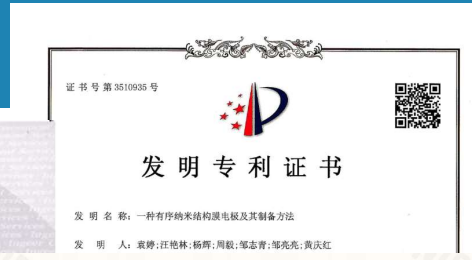 证书号第3510935号
发明专利证书
发 明 名 称：一种有序纳米结构膜电极及其制备方法
发 明 人：袁婷;汪艳林;杨辉;周毅;邹志青;邹亮亮;黄庆红